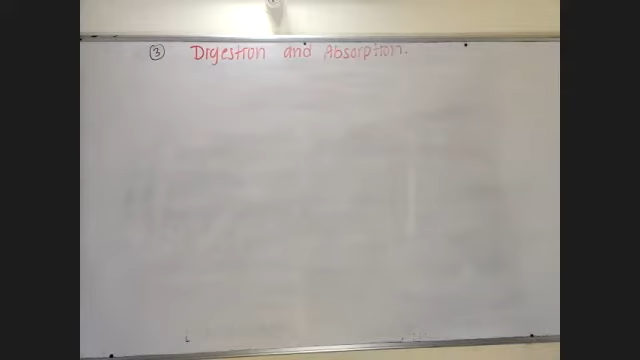 ③ Digestion and Absorption.